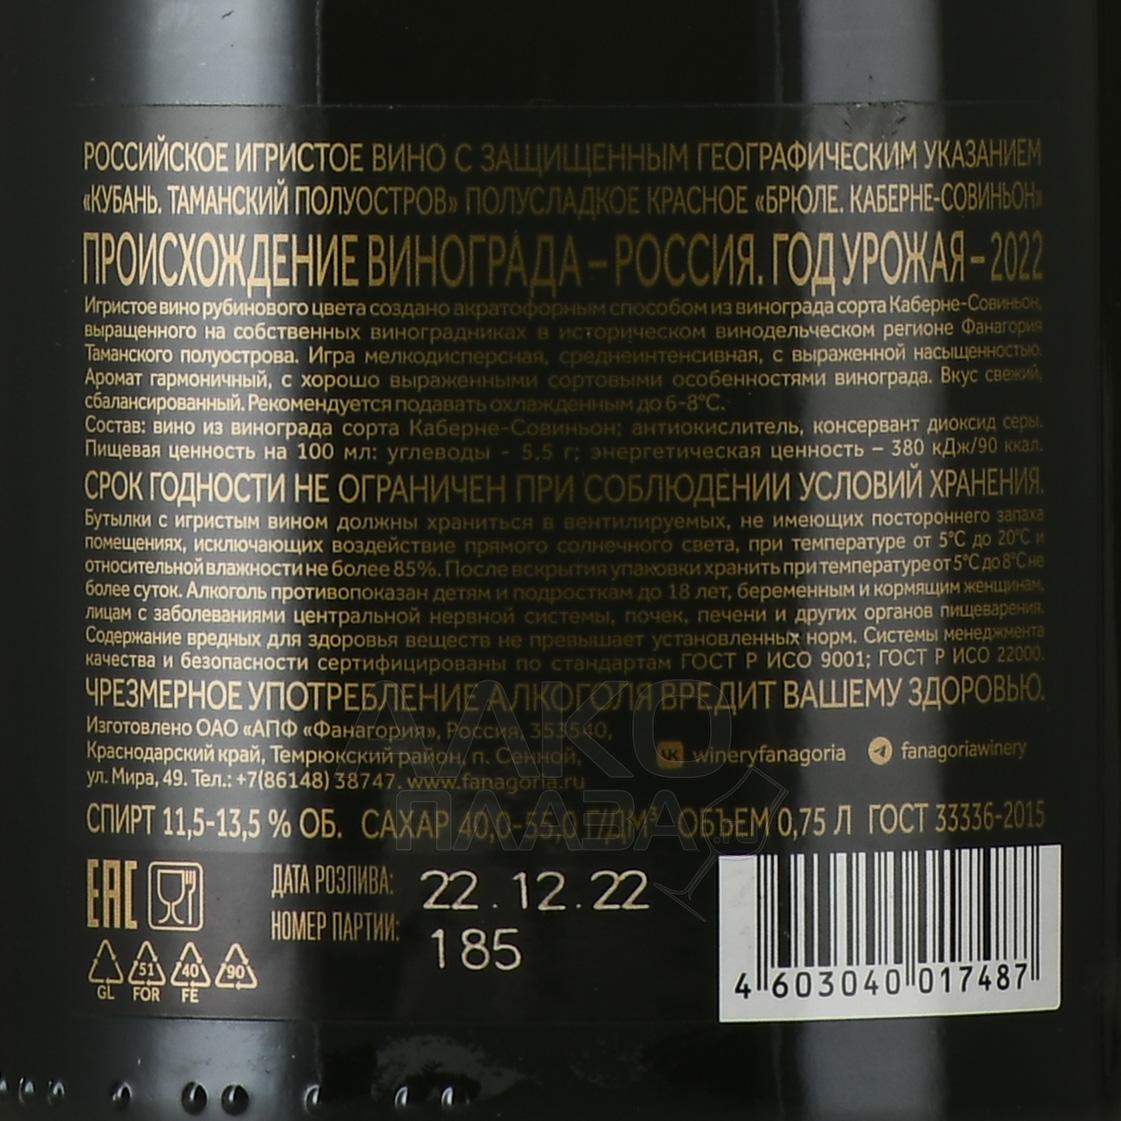 РОССИЙСКОЕ ИГРИСТОЕ ВИНО С ЗАЩИЩЕННЫМ ГЕОГРАФИЧЕСКИМ УКАЗАНИЕМ
«КУБАНЬ. ТАМАНСКИЙ ПОЛУОСТРОВ» ПОЛУСЛАДКОЕ КРАСНОЕ «БРЮЛЕ. КАБЕРНЕ-СОВИНЬОН»
ПРОИСХОЖДЕНИЕ ВИНОГРАДА – РОССИЯ. ГОД УРОЖАЯ – 2022
Игристое вино рубинового цвета создано акратофорным способом из винограда сорта Каберне-Совиньон,
выращенного на собственных виноградниках в историческом винодельческом регионе Фанагория
Таманского полуострова. Игра мелкодисперсная, среднеинтенсивная, с выраженной насыщенностью.
Аромат гармоничный, с хорошо выраженными сортовыми особенностями винограда. Вкус свежий,
сбалансированный. Рекомендуется подавать охлажденным до 6-8°С.
Состав: вино из винограда сорта Каберне-Совиньон; антиокислитель, консервант диоксид серы.
Пищевая ценность на 100 мл: углеводы - 5,5 г; энергетическая ценность – 380 кДж/90 ккал.
СРОК ГОДНОСТИ НЕ ОГРАНИЧЕН ПРИ СОБЛЮДЕНИИ УСЛОВИЙ ХРАНЕНИЯ.
Бутылки с игристым вином должны храниться в вентилируемых, не имеющих постороннего запаха
помещениях, исключающих воздействие прямого солнечного света, при температуре от 5°С до 20°С и
относительной влажности не более 85%. После вскрытия упаковки хранить при температуре от 5°С до 8°С не
более суток. Алкоголь противопоказан детям и подросткам до 18 лет, беременным и кормящим женщинам,
лицам с заболеваниями центральной нервной системы, почек, печени и других органов пищеварения.
Содержание вредных для здоровья веществ не превышает установленных норм. Системы менеджмента
качества и безопасности сертифицированы по стандартам ГОСТ Р ИСО 9001; ГОСТ Р ИСО 22000.
ЧРЕЗМЕРНОЕ УПОТРЕБЛЕНИЕ АЛКОГОЛЯ ВРЕДИТ ВАШЕМУ ЗДОРОВЬЮ.
Изготовлено ОАО «АПФ «Фанагория», Россия, 353540,
Краснодарский край, Темрюкский район, п. Сенной,
ул. Мира, 49. Тел.: +7(86148) 38747. www.fanagoria.ru
wineryfanagoria fanagoriawinery
СПИРТ 11,5-13,5 % ОБ. САХАР 40,0-55,0 Г/ДМ³ ОБЪЕМ 0,75 Л ГОСТ 33336-2015
АЛКО
ПЛАЗА.ru
EAC
ДАТА РОЗЛИВА: 22.12.22
НОМЕР ПАРТИИ: 185
51 40 90
GL FOR FE
4 603040 017487